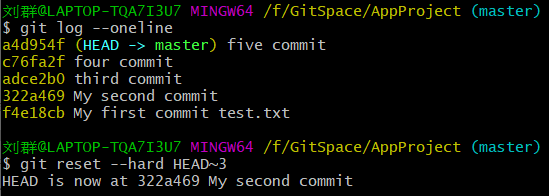 刘群@LAPTOP-TQA7I3U7 MINGW64 /f/GitSpace/AppProject (master)
$ git log --oneline
a4d954f (HEAD -> master) five commit
c76fa2f four commit
adce2b0 third commit
322a469 My second commit
f4e18cb My first commit test.txt
刘群@LAPTOP-TQA7I3U7 MINGW64 /f/GitSpace/AppProject (master)
$ git reset --hard HEAD~3
HEAD is now at 322a469 My second commit